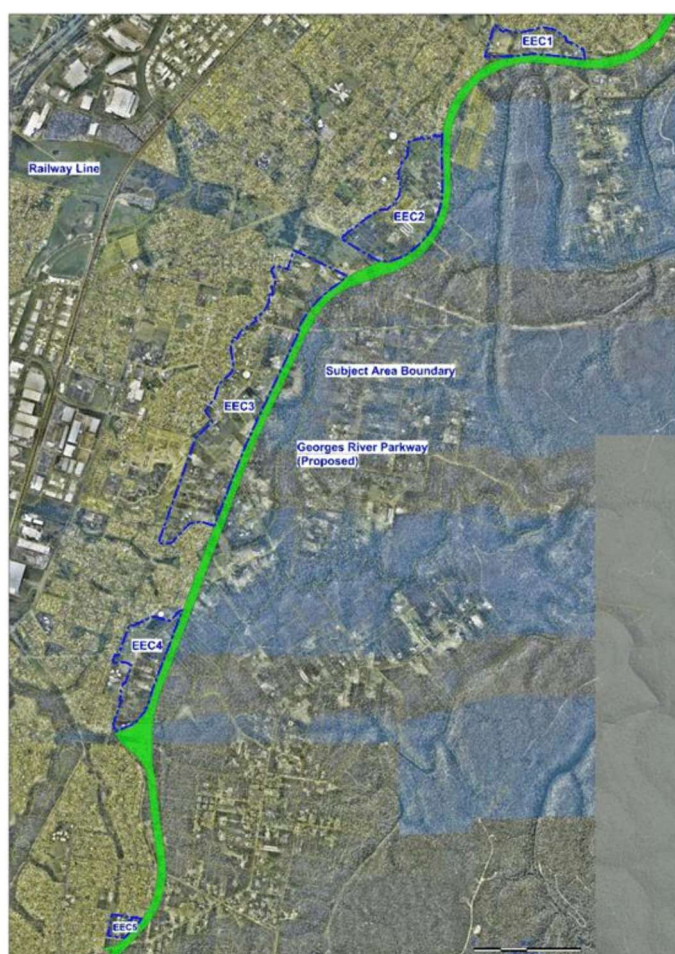 EEC1
Railway Line
EEC2
Subject Area Boundary
EEC3
Georges River Parkway
(Proposed)
EEC4
EEC5